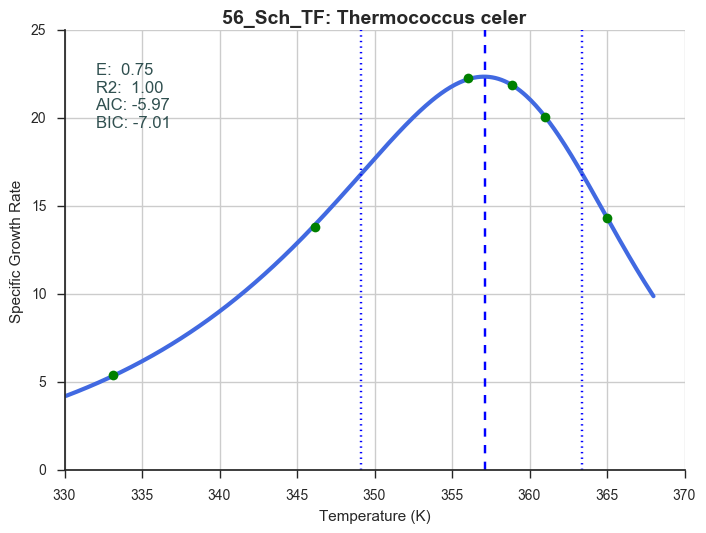 56_Sch_TF: Thermococcus celer
E:  0.75
R2:  1.00
AIC: -5.97
BIC: -7.01
Specific Growth Rate
25
20
15
10
5
0
330 335 340 345 350 355 360 365 370
Temperature (K)